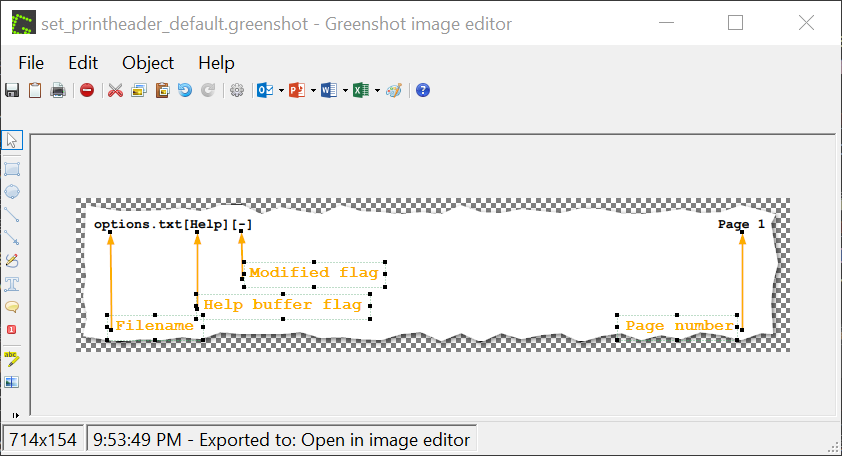 set_printheader_default.greenshot - Greenshot image editor
File Edit Object Help
options.txt[Help][-] Page 1
Modified flag
Help buffer flag
Filename Page number
714x154 9:53:49 PM - Exported to: Open in image editor